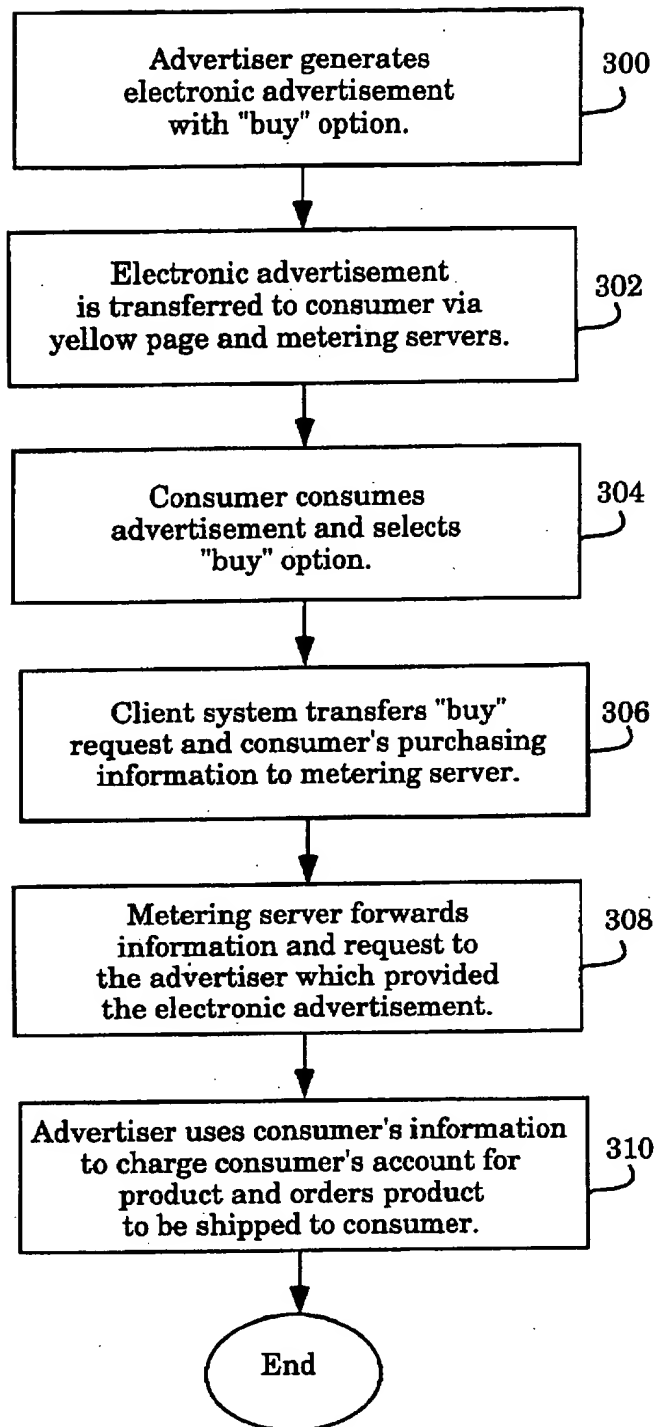 Advertiser generates
electronic advertisement
with "buy" option.
300
Electronic advertisement
is transferred to consumer via
yellow page and metering servers.
302
Consumer consumes
advertisement and selects
"buy" option.
304
Client system transfers "buy"
request and consumer's purchasing
information to metering server.
306
Metering server forwards
information and request to
the advertiser which provided
the electronic advertisement.
308
Advertiser uses consumer's information
to charge consumer's account for
product and orders product
to be shipped to consumer.
310
End